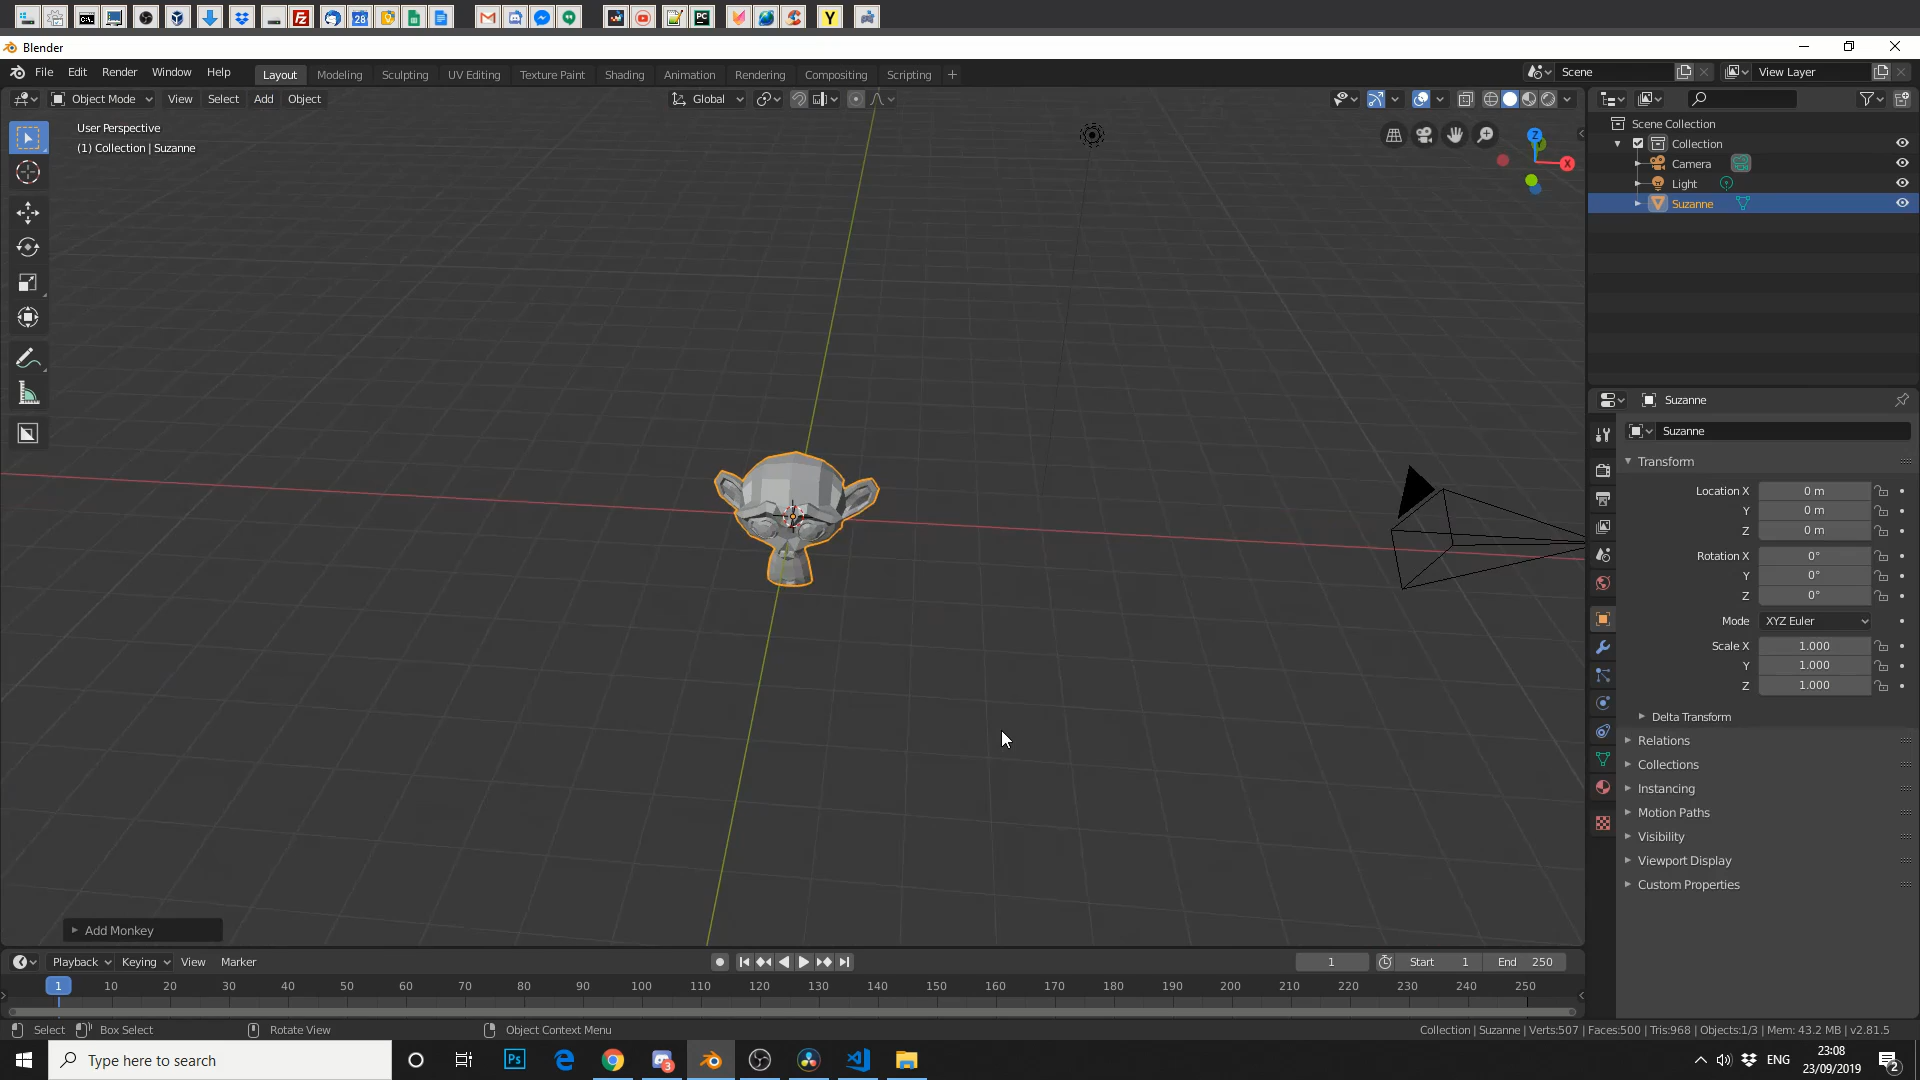 C:\
28
PC
Y
Blender
File Edit Render Window Help Layout Modeling Sculpting UV Editing Texture Paint Shading Animation Rendering Compositing Scripting + Scene View Layer
Object Mode View Select Add Object Global
User Perspective
(1) Collection | Suzanne
Z
Y
X
Scene Collection
Collection
Camera
Light
Suzanne
Suzanne
Suzanne
Transform
Location X 0 m
Y 0 m
Z 0 m
Rotation X 0°
Y 0°
Z 0°
Mode XYZ Euler
Scale X 1.000
Y 1.000
Z 1.000
Delta Transform
Relations
Collections
Instancing
Motion Paths
Visibility
Viewport Display
Custom Properties
Add Monkey
Playback Keying View Marker 1 Start 1 End 250
1 10 20 30 40 50 60 70 80 90 100 110 120 130 140 150 160 170 180 190 200 210 220 230 240 250
Select Box Select Rotate View Object Context Menu Collection | Suzanne | Verts:507 | Faces:500 | Tris:968 | Objects:1/3 | Mem: 43.2 MB | v2.81.5
Type here to search Ps 3 ENG 23:08
23/09/2019
2